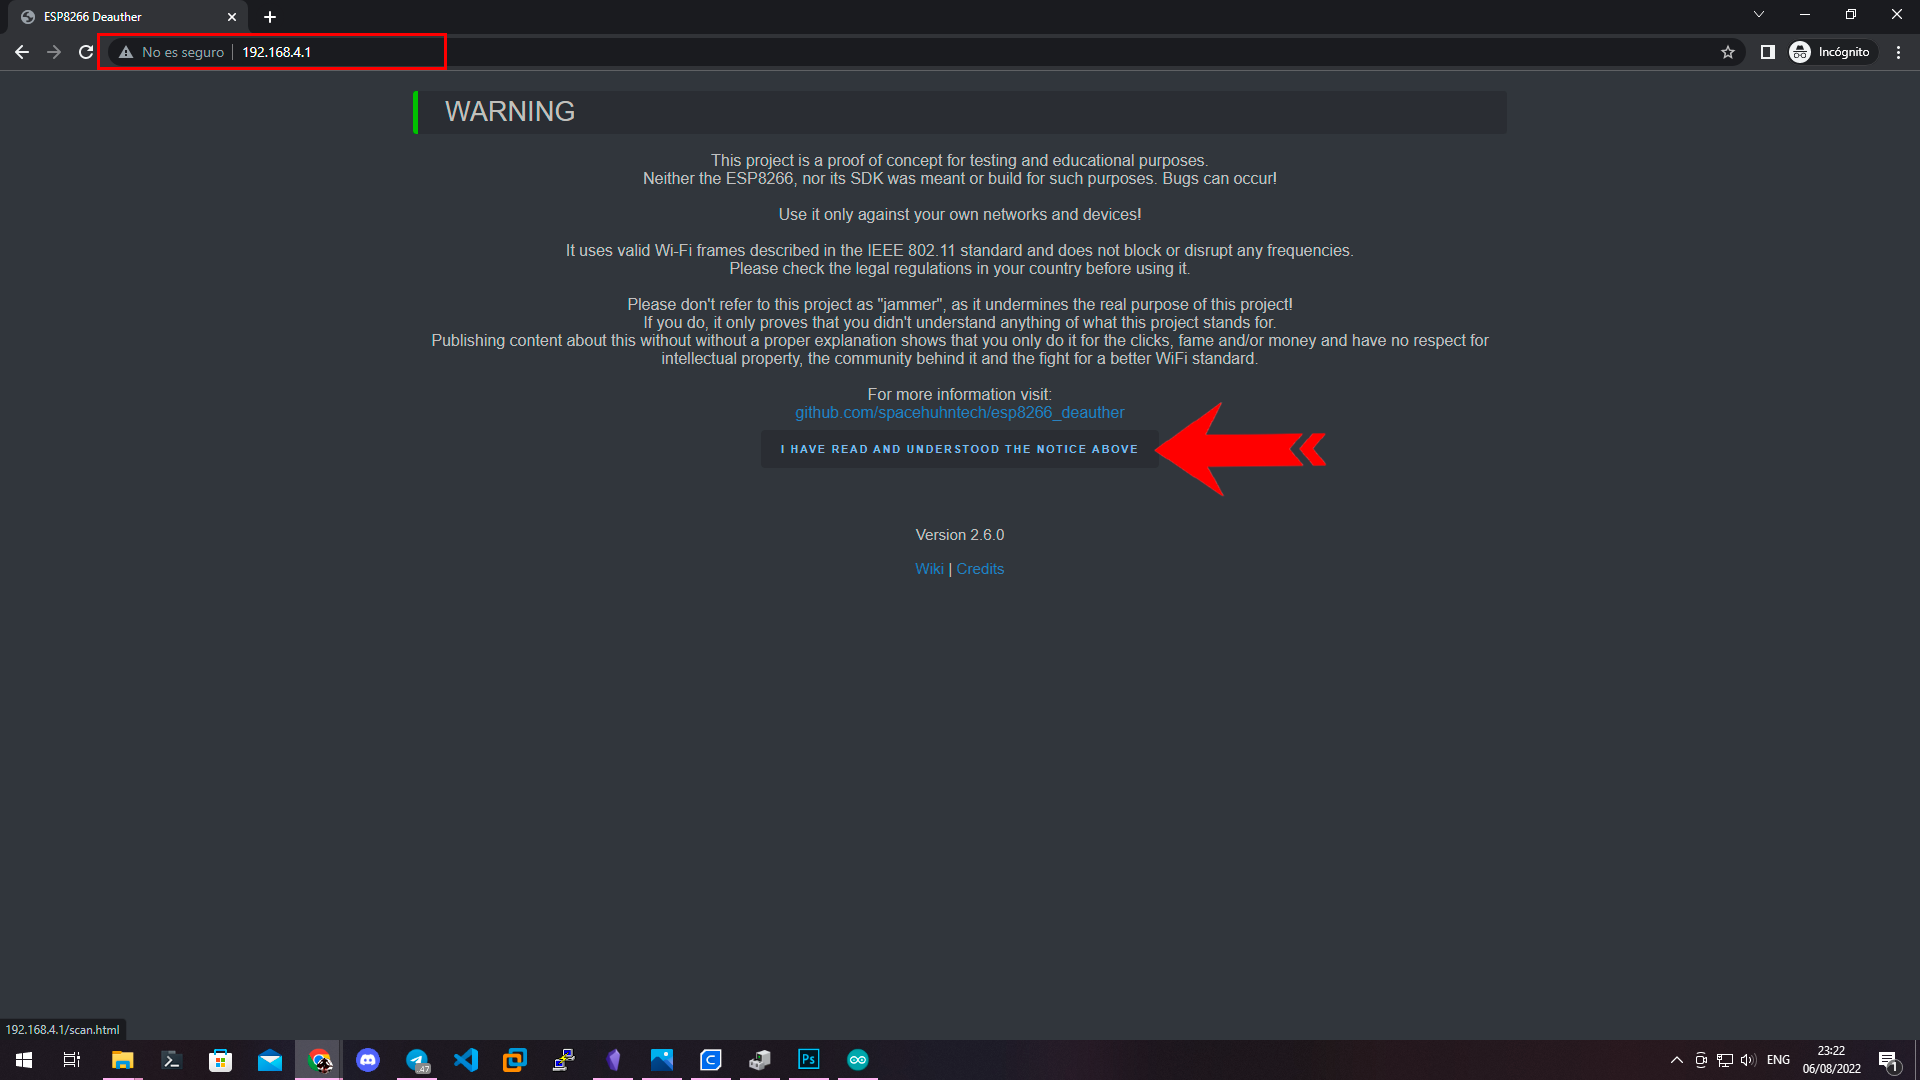 ESP8266 Deauther
No es seguro
192.168.4.1
Incógnito
WARNING
This project is a proof of concept for testing and educational purposes.
Neither the ESP8266, nor its SDK was meant or build for such purposes. Bugs can occur!
Use it only against your own networks and devices!
It uses valid Wi-Fi frames described in the IEEE 802.11 standard and does not block or disrupt any frequencies.
Please check the legal regulations in your country before using it.
Please don't refer to this project as "jammer", as it undermines the real purpose of this project!
If you do, it only proves that you didn't understand anything of what this project stands for.
Publishing content about this without without a proper explanation shows that you only do it for the clicks, fame and/or money and have no respect for
intellectual property, the community behind it and the fight for a better WiFi standard.
For more information visit:
github.com/spacehuhntech/esp8266_deauther
I HAVE READ AND UNDERSTOOD THE NOTICE ABOVE
Version 2.6.0
Wiki | Credits
192.168.4.1/scan.html
47
C
Ps
ENG
23:22
06/08/2022
1